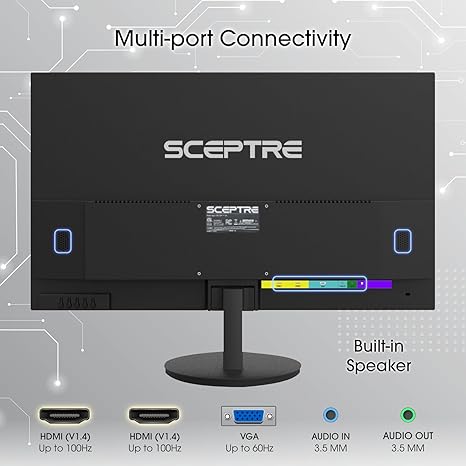 Multi-port Connectivity
SCEPTRE
SCEPTRE
Built-in
Speaker
HDMI (V1.4)
Up to 100Hz
HDMI (V1.4)
Up to 100Hz
VGA
Up to 60Hz
AUDIO IN
3.5 MM
AUDIO OUT
3.5 MM